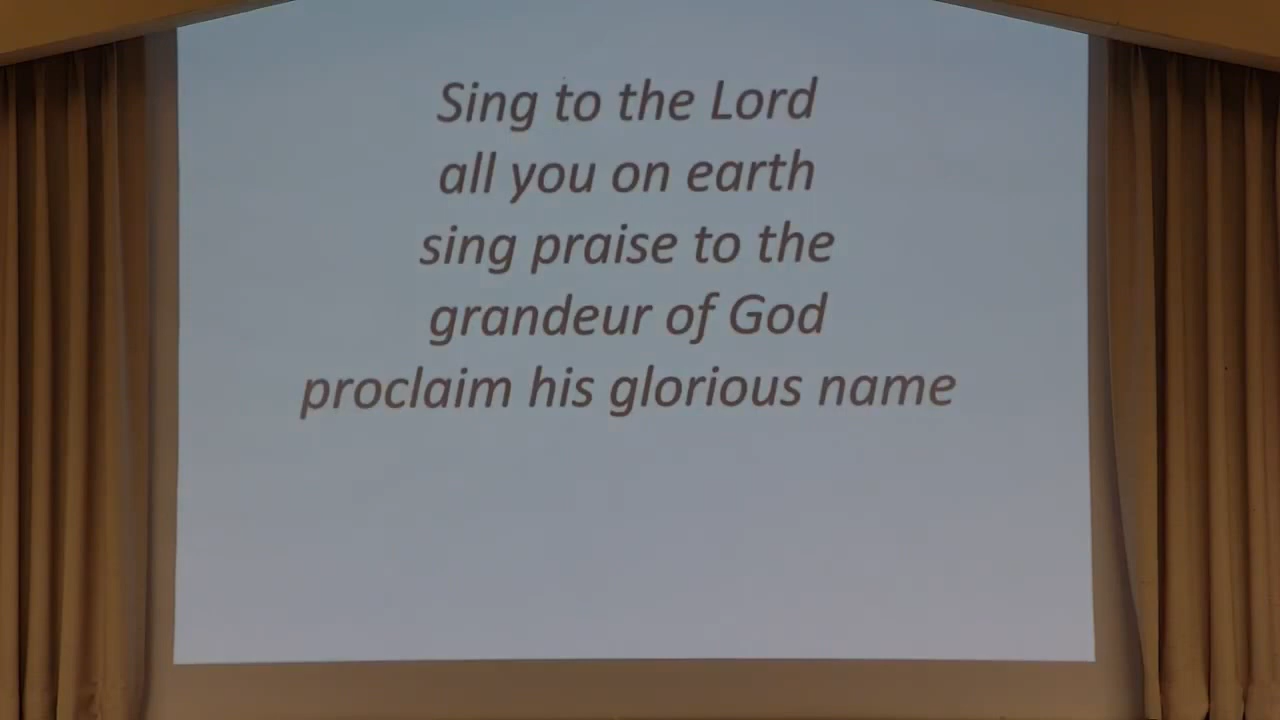 Sing to the Lord
all you on earth
sing praise to the
grandeur of God
proclaim his glorious name